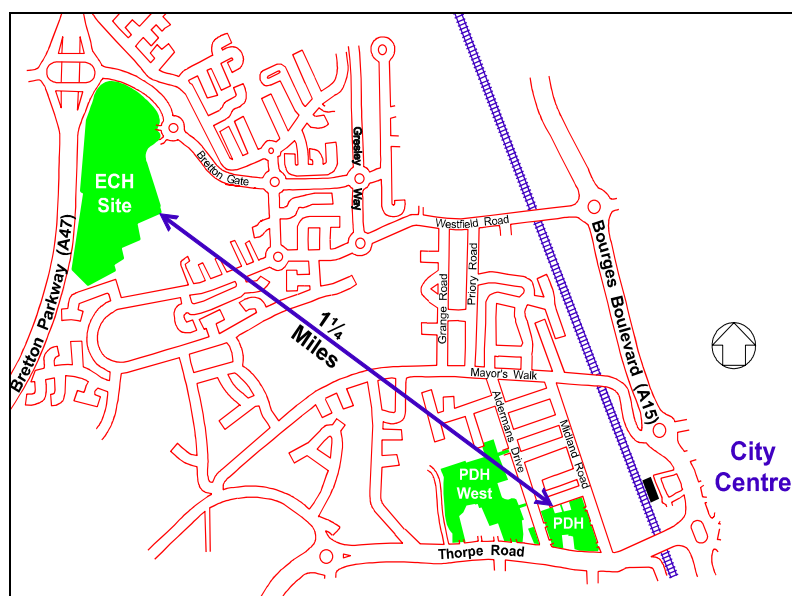 ECH
Site
Bretton Gate
Gresley
Way
Bretton Parkway (A47)
Westfield Road
Bourges Boulevard (A15)
Grange Road
Priory Road
1¼
Miles
Mayor's Walk
Aldermans Drive
Midland Road
City
Centre
PDH
West
PDH
Thorpe Road